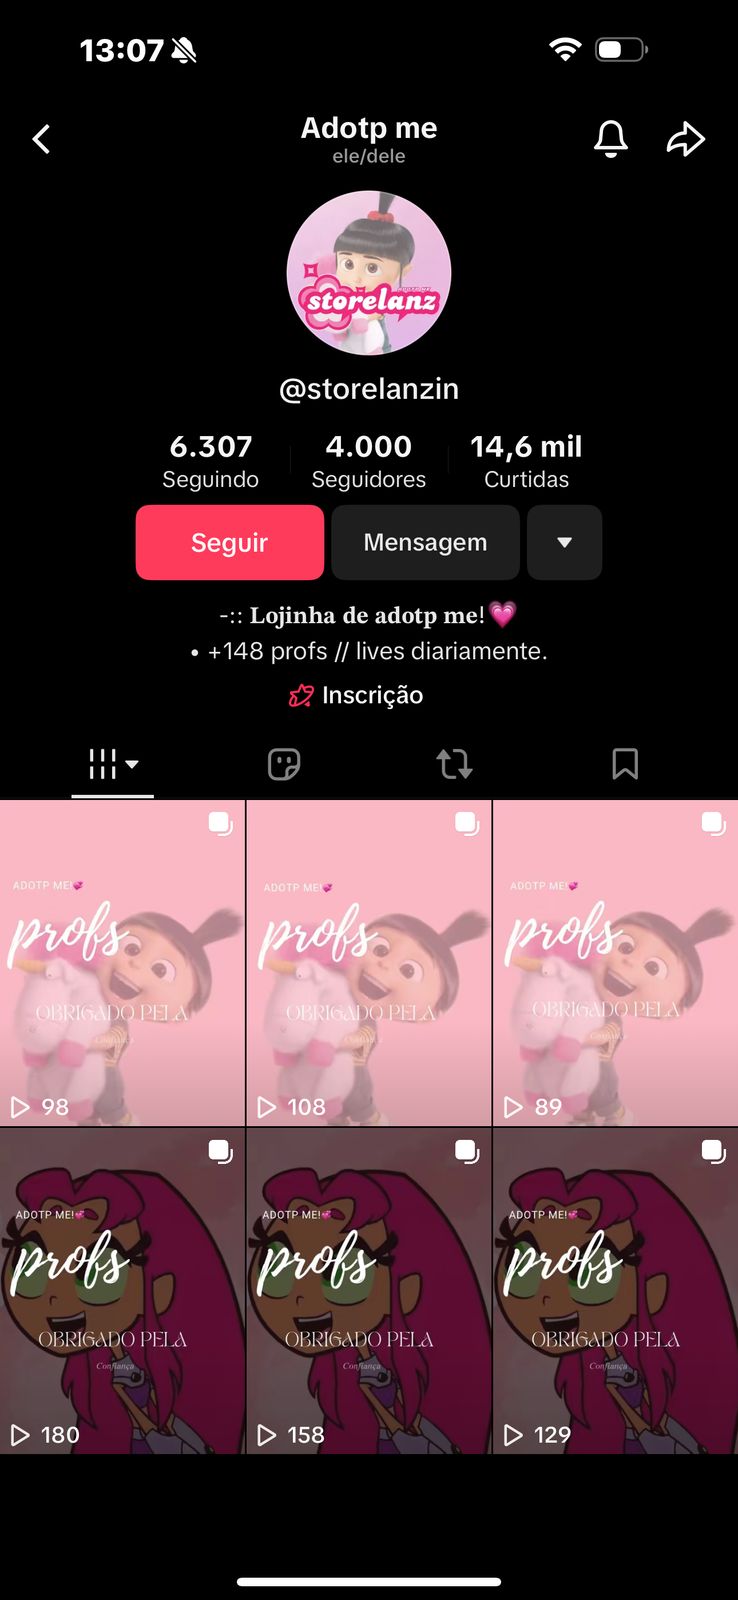 13:07
Adotp me
ele/dele
storelanz
@storelanzin
6.307 4.000 14,6 mil
Seguindo Seguidores Curtidas
Seguir Mensagem
-:: Lojinha de adotp me!💗
• +148 profs // lives diariamente.
Inscrição
ADOTP ME!💞 ADOTP ME!💞 ADOTP ME!💞
profs profs profs
OBRIGADO PELA OBRIGADO PELA OBRIGADO PELA
Confiança Confiança Confiança
98 108 89
ADOTP ME!💞 ADOTP ME!💞 ADOTP ME!💞
profs profs profs
OBRIGADO PELA OBRIGADO PELA OBRIGADO PELA
Confiança Confiança Confiança
180 158 129